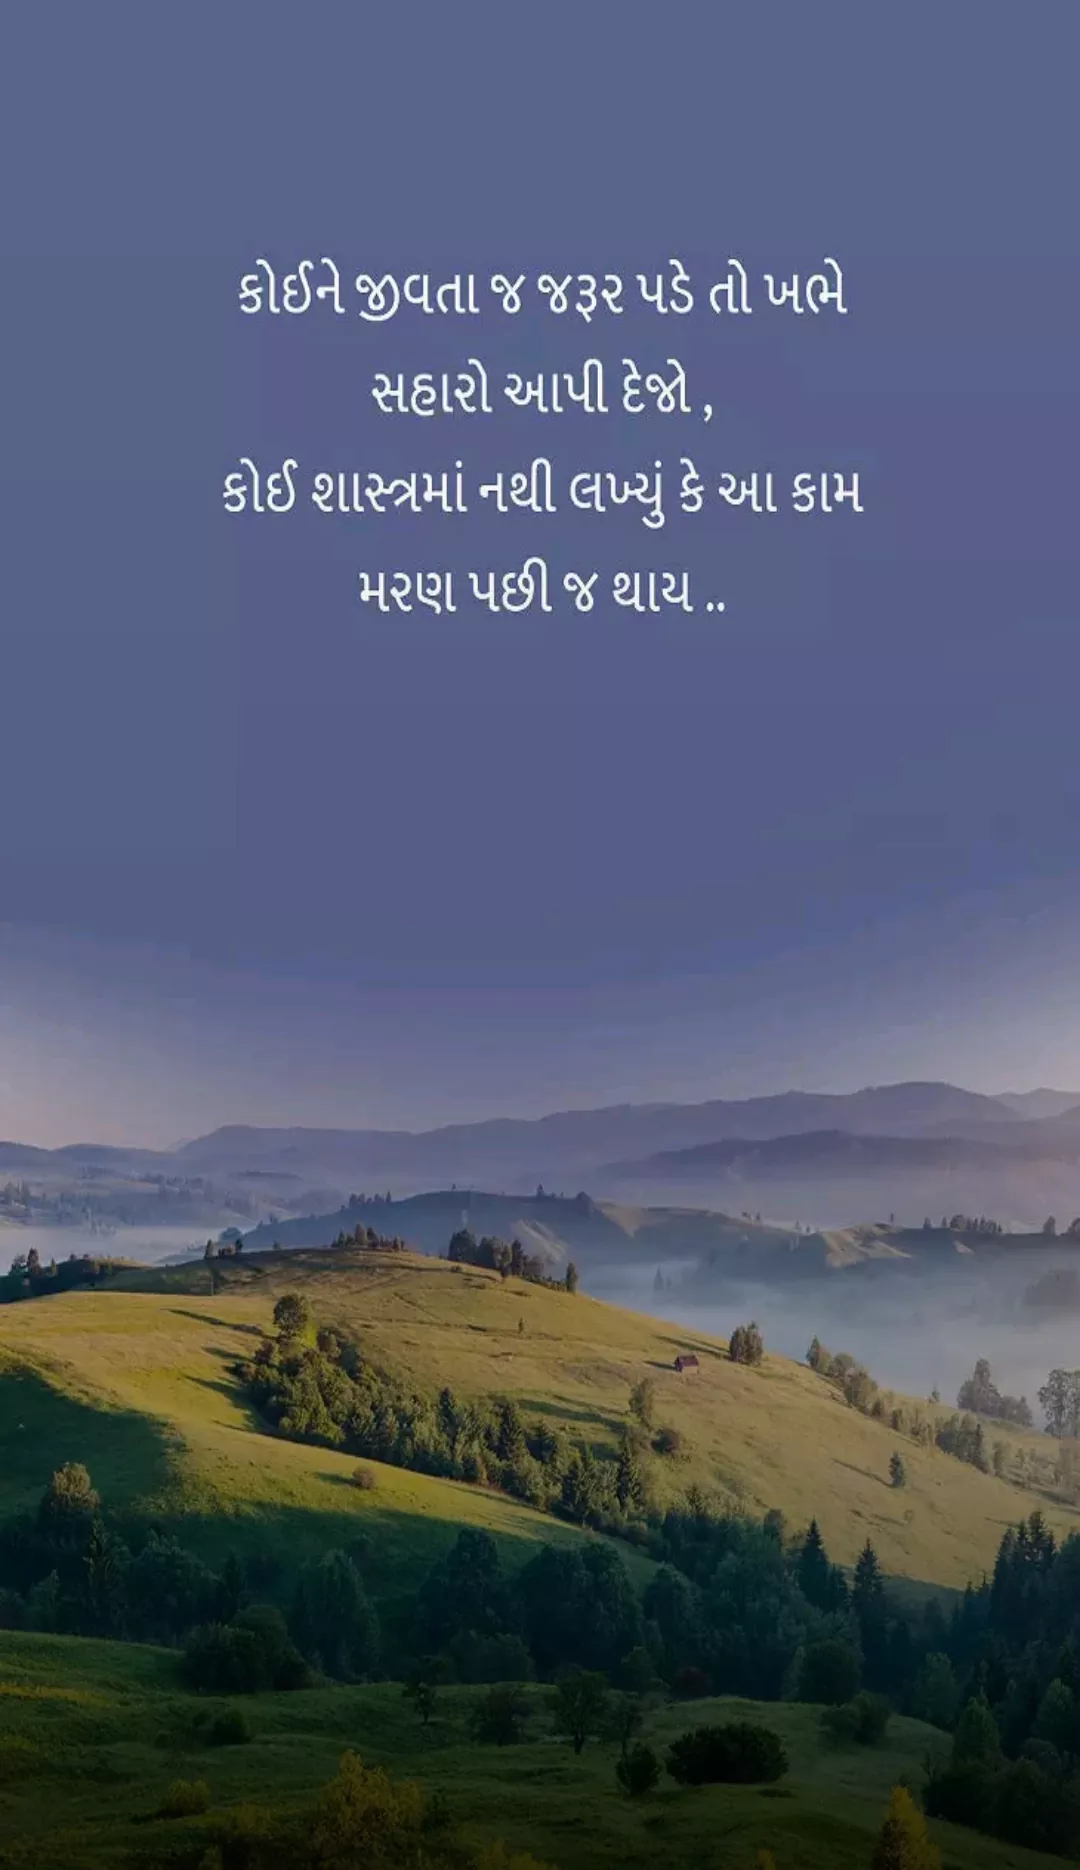 કોઈને જીવતા જ જરૂર પડે તો ખભે
સહારો આપી દેજો ,
કોઈ શાસ્ત્રમાં નથી લખ્યું કે આ કામ
મરણ પછી જ થાય ..